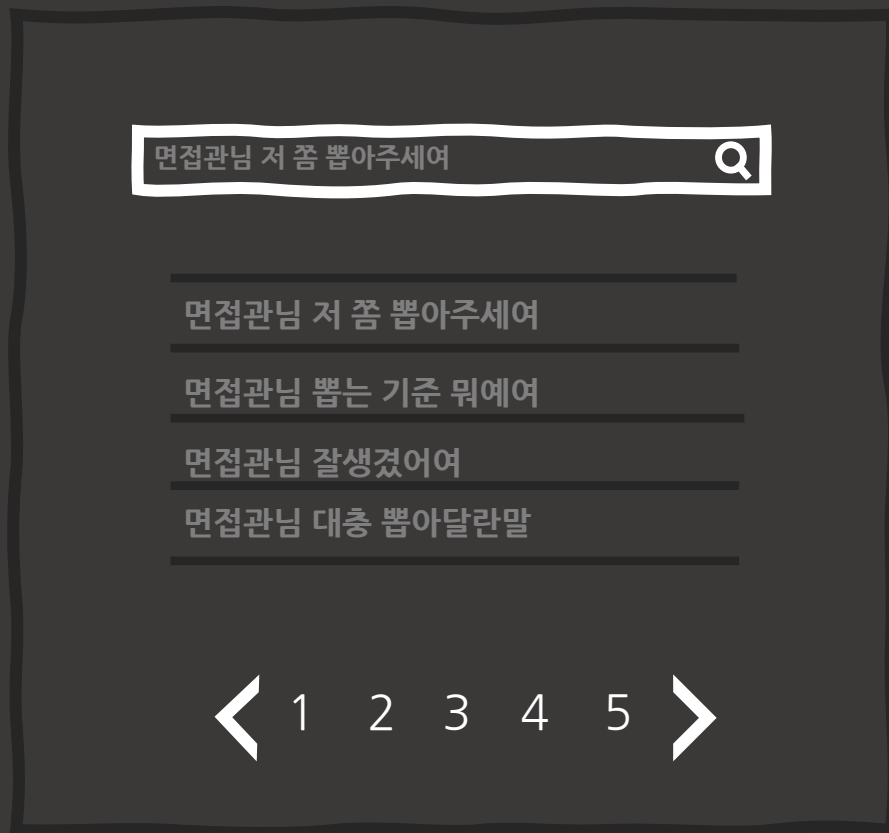 면접관님 저 쫌 뽑아주세여
면접관님 저 쫌 뽑아주세여
면접관님 뽑는 기준 뭐예여
면접관님 잘생겼어여
면접관님 대충 뽑아달란말
1 2 3 4 5